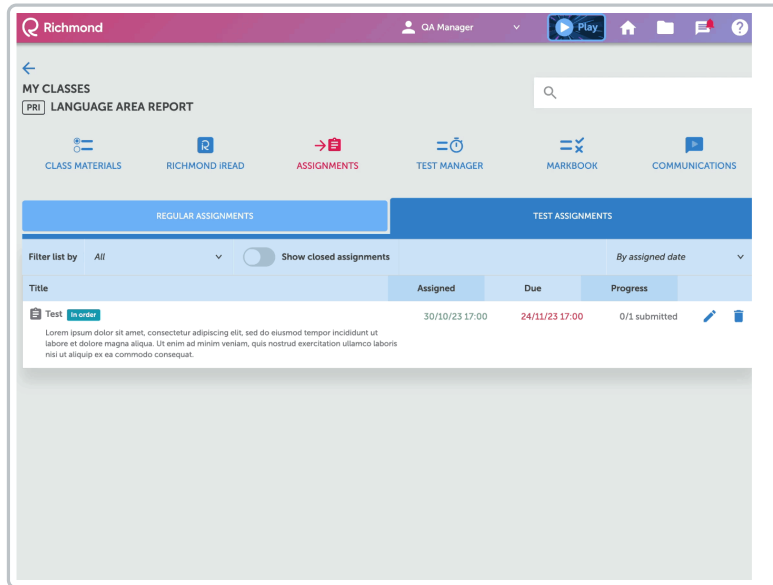 Richmond
QA Manager
Play
MY CLASSES
PRI LANGUAGE AREA REPORT
CLASS MATERIALS
RICHMOND iREAD
ASSIGNMENTS
TEST MANAGER
MARKBOOK
COMMUNICATIONS
REGULAR ASSIGNMENTS
TEST ASSIGNMENTS
Filter list by
All
Show closed assignments
By assigned date
Title
Assigned
Due
Progress
Test In order
30/10/23 17:00
24/11/23 17:00
0/1 submitted
Lorem ipsum dolor sit amet, consectetur adipiscing elit, sed do eiusmod tempor incididunt ut
labore et dolore magna aliqua. Ut enim ad minim veniam, quis nostrud exercitation ullamco laboris
nisi ut aliquip ex ea commodo consequat.